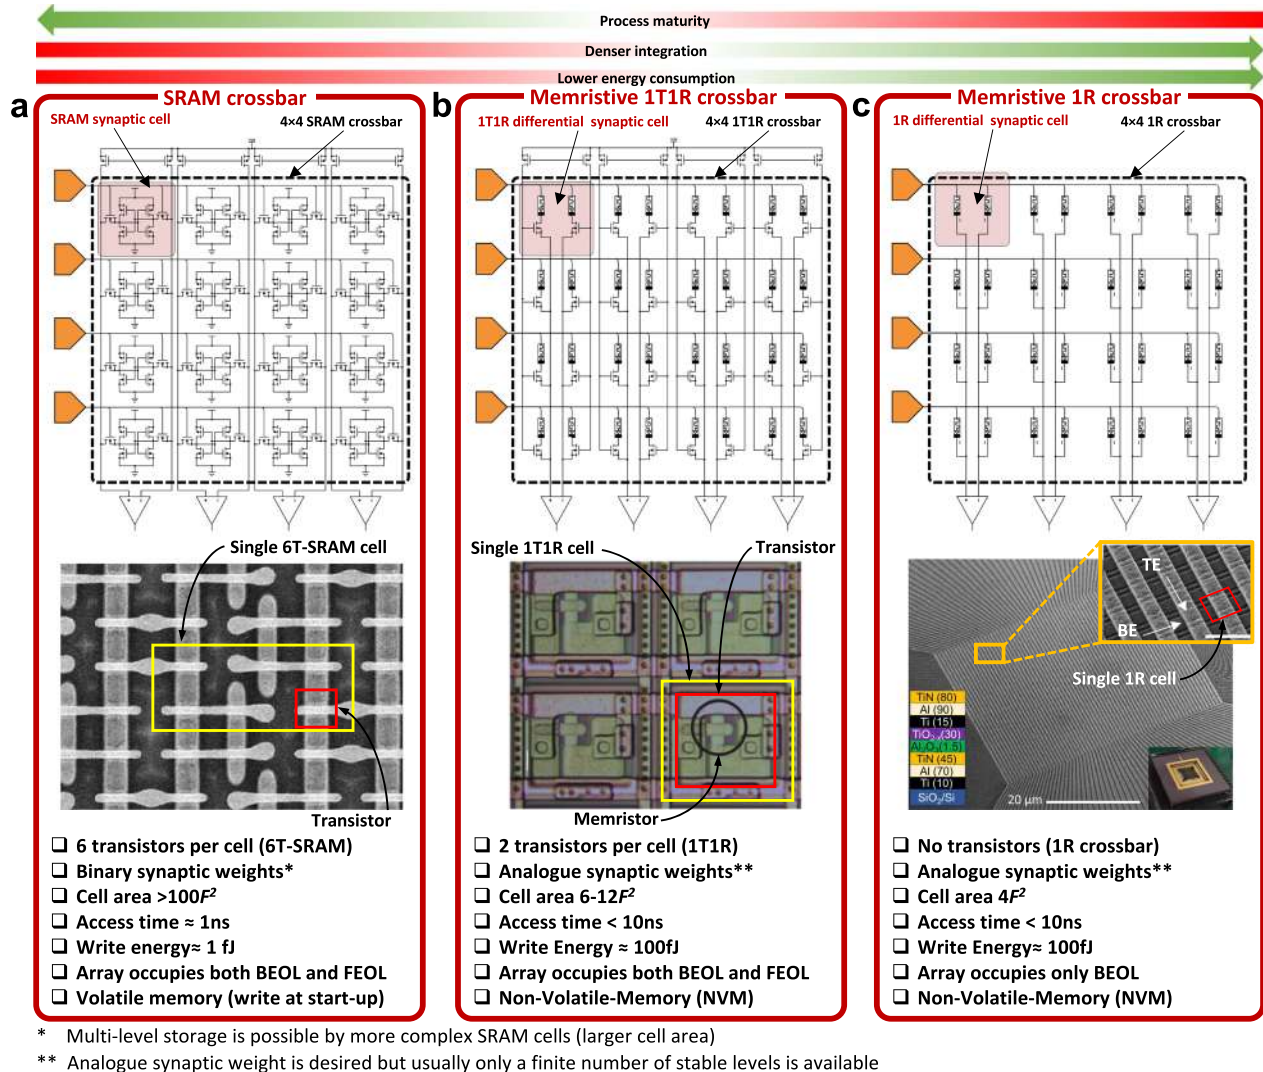 Process maturity
Denser integration
Lower energy consumption
a
SRAM crossbar
SRAM synaptic cell
4×4 SRAM crossbar
Single 6T-SRAM cell
Transistor
❑ 6 transistors per cell (6T-SRAM)
❑ Binary synaptic weights*
❑ Cell area >100F²
❑ Access time ≈ 1ns
❑ Write energy≈ 1 fJ
❑ Array occupies both BEOL and FEOL
❑ Volatile memory (write at start-up)
b
Memristive 1T1R crossbar
1T1R differential synaptic cell
4×4 1T1R crossbar
Single 1T1R cell
Transistor
Memristor
❑ 2 transistors per cell (1T1R)
❑ Analogue synaptic weights**
❑ Cell area 6-12F²
❑ Access time < 10ns
❑ Write Energy ≈ 100fJ
❑ Array occupies both BEOL and FEOL
❑ Non-Volatile-Memory (NVM)
c
Memristive 1R crossbar
1R differential synaptic cell
4×4 1R crossbar
TE
BE
Single 1R cell
TiN (80)
Al (90)
Ti (15)
Al₂O₃(1.5)
TiN (45)
Al (70)
Ti (10)
SiO₂/Si
20 µm
❑ No transistors (1R crossbar)
❑ Analogue synaptic weights**
❑ Cell area 4F²
❑ Access time < 10ns
❑ Write Energy≈ 100fJ
❑ Array occupies only BEOL
❑ Non-Volatile-Memory (NVM)
* Multi-level storage is possible by more complex SRAM cells (larger cell area)
** Analogue synaptic weight is desired but usually only a finite number of stable levels is available